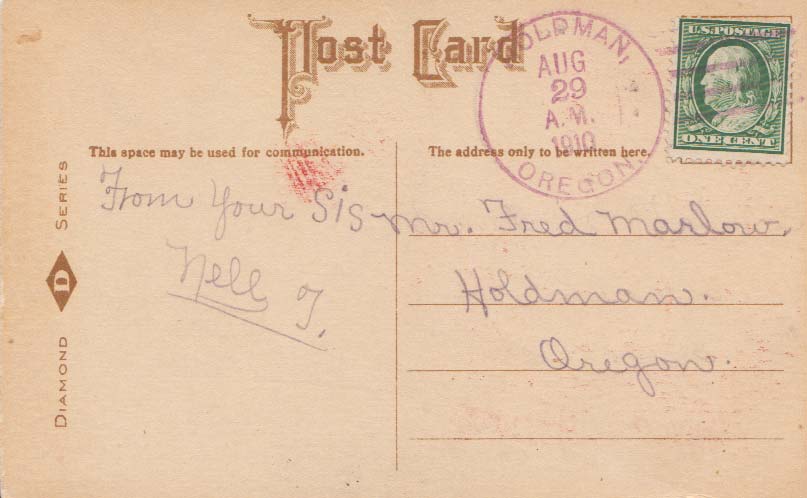 Post Card
HOLDMAN,
AUG
29
A.M.
1910
OREGON.
U.S. POSTAGE
ONE CENT
This space may be used for communication.
The address only to be written here.
From Your Sis
Nell T.
Mr. Fred Marlow,
Holdman.
Oregon.
DIAMOND D SERIES